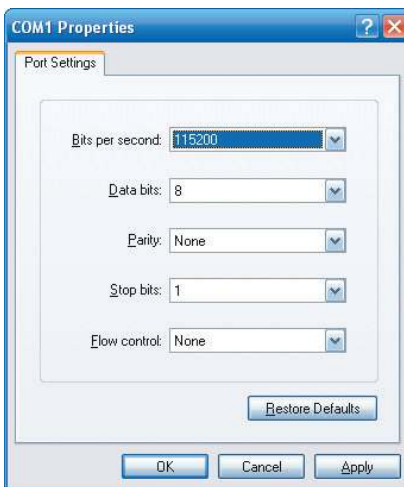 COM1 Properties
Port Settings
Bits per second: 115200
Data bits: 8
Parity: None
Stop bits: 1
Flow control: None
Restore Defaults
OK Cancel Apply